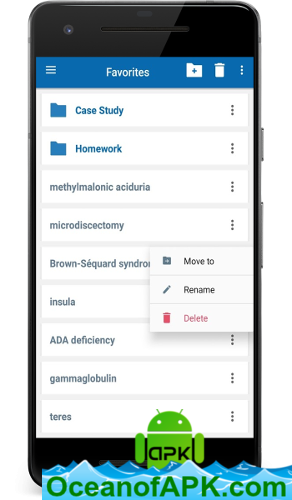 Favorites
Case Study
Homework
methylmalonic aciduria
microdiscectomy
Brown-Séquard syndro
Move to
Rename
insula
Delete
ADA deficiency
gammaglobulin
teres
apk
OceanofAPK.com